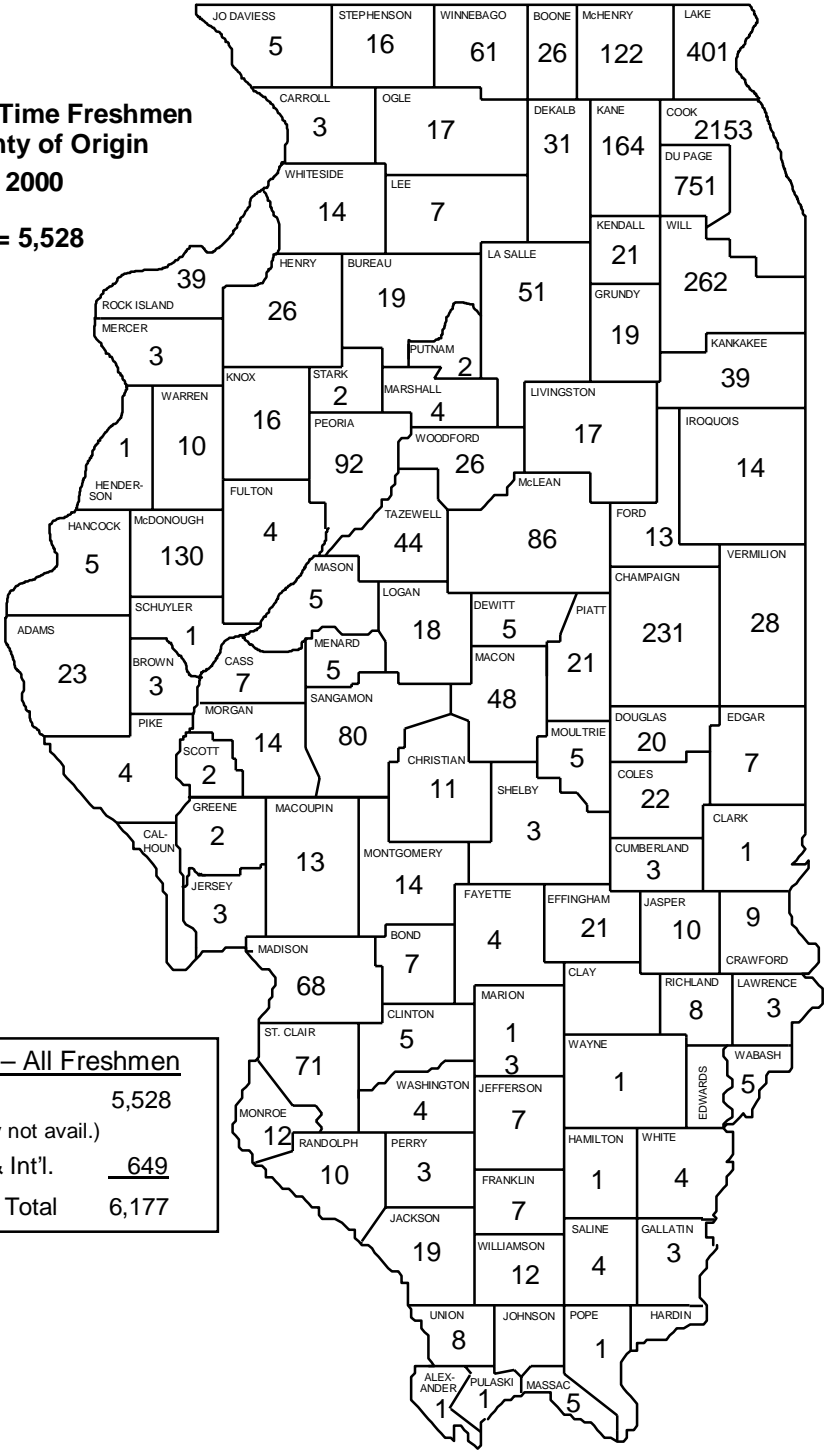 JO DAVIESS
5
STEPHENSON
16
WINNEBAGO
61
BOONE
26
McHENRY
122
LAKE
401
Time Freshmen
nty of Origin
2000
= 5,528
CARROLL
3
OGLE
17
DEKALB
31
KANE
164
COOK
2153
DU PAGE
751
WHITESIDE
14
LEE
7
KENDALL
21
WILL
262
39
ROCK ISLAND
HENRY
26
BUREAU
19
LA SALLE
51
GRUNDY
19
MERCER
3
PUTNAM
2
KANKAKEE
39
KNOX
16
STARK
2
MARSHALL
4
LIVINGSTON
17
WARREN
10
1
HENDER-
SON
PEORIA
92
WOODFORD
26
IROQUOIS
14
McLEAN
86
FULTON
4
TAZEWELL
44
FORD
13
HANCOCK
5
McDONOUGH
130
MASON
5
VERMILION
28
CHAMPAIGN
231
LOGAN
18
DEWITT
5
PIATT
21
SCHUYLER
1
ADAMS
23
BROWN
3
CASS
7
MENARD
5
MACON
48
SANGAMON
80
MORGAN
14
PIKE
4
SCOTT
2
DOUGLAS
20
EDGAR
7
MOULTRIE
5
CHRISTIAN
11
COLES
22
SHELBY
3
GREENE
2
MACOUPIN
13
CLARK
1
CAL-
HOUN
MONTGOMERY
14
CUMBERLAND
3
JERSEY
3
FAYETTE
4
EFFINGHAM
21
JASPER
10
9
CRAWFORD
MADISON
68
BOND
7
CLAY
RICHLAND
8
LAWRENCE
3
MARION
1
3
CLINTON
5
ST. CLAIR
71
WAYNE
1
EDWARDS
WABASH
5
– All Freshmen
5,528
y not avail.)
& Int'l.
649
Total
6,177
WASHINGTON
4
JEFFERSON
7
MONROE
12
RANDOLPH
10
PERRY
3
HAMILTON
1
WHITE
4
FRANKLIN
7
JACKSON
19
WILLIAMSON
12
SALINE
4
GALLATIN
3
UNION
8
JOHNSON
POPE
1
HARDIN
ALEX-
ANDER
1
PULASKI
1
MASSAC
5